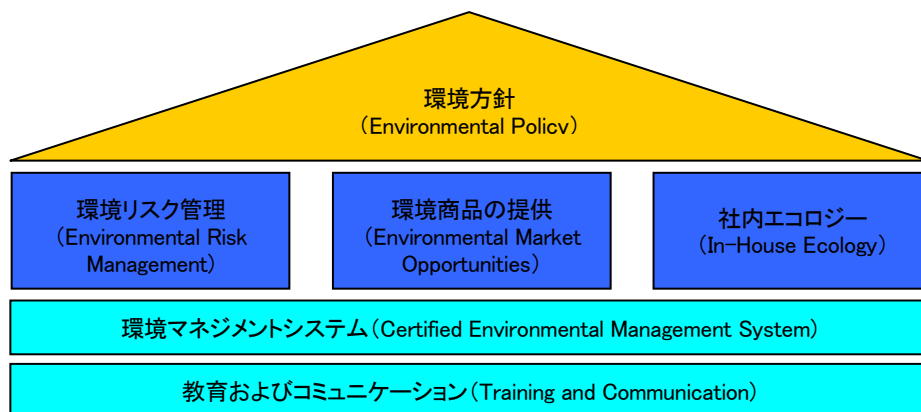 環境方針
（Environmental Policy）
環境リスク管理
（Environmental Risk
Management）
環境商品の提供
（Environmental Market
Opportunities）
社内エコロジー
（In-House Ecology）
環境マネジメントシステム（Certified Environmental Management System）
教育およびコミュニケーション（Training and Communication）